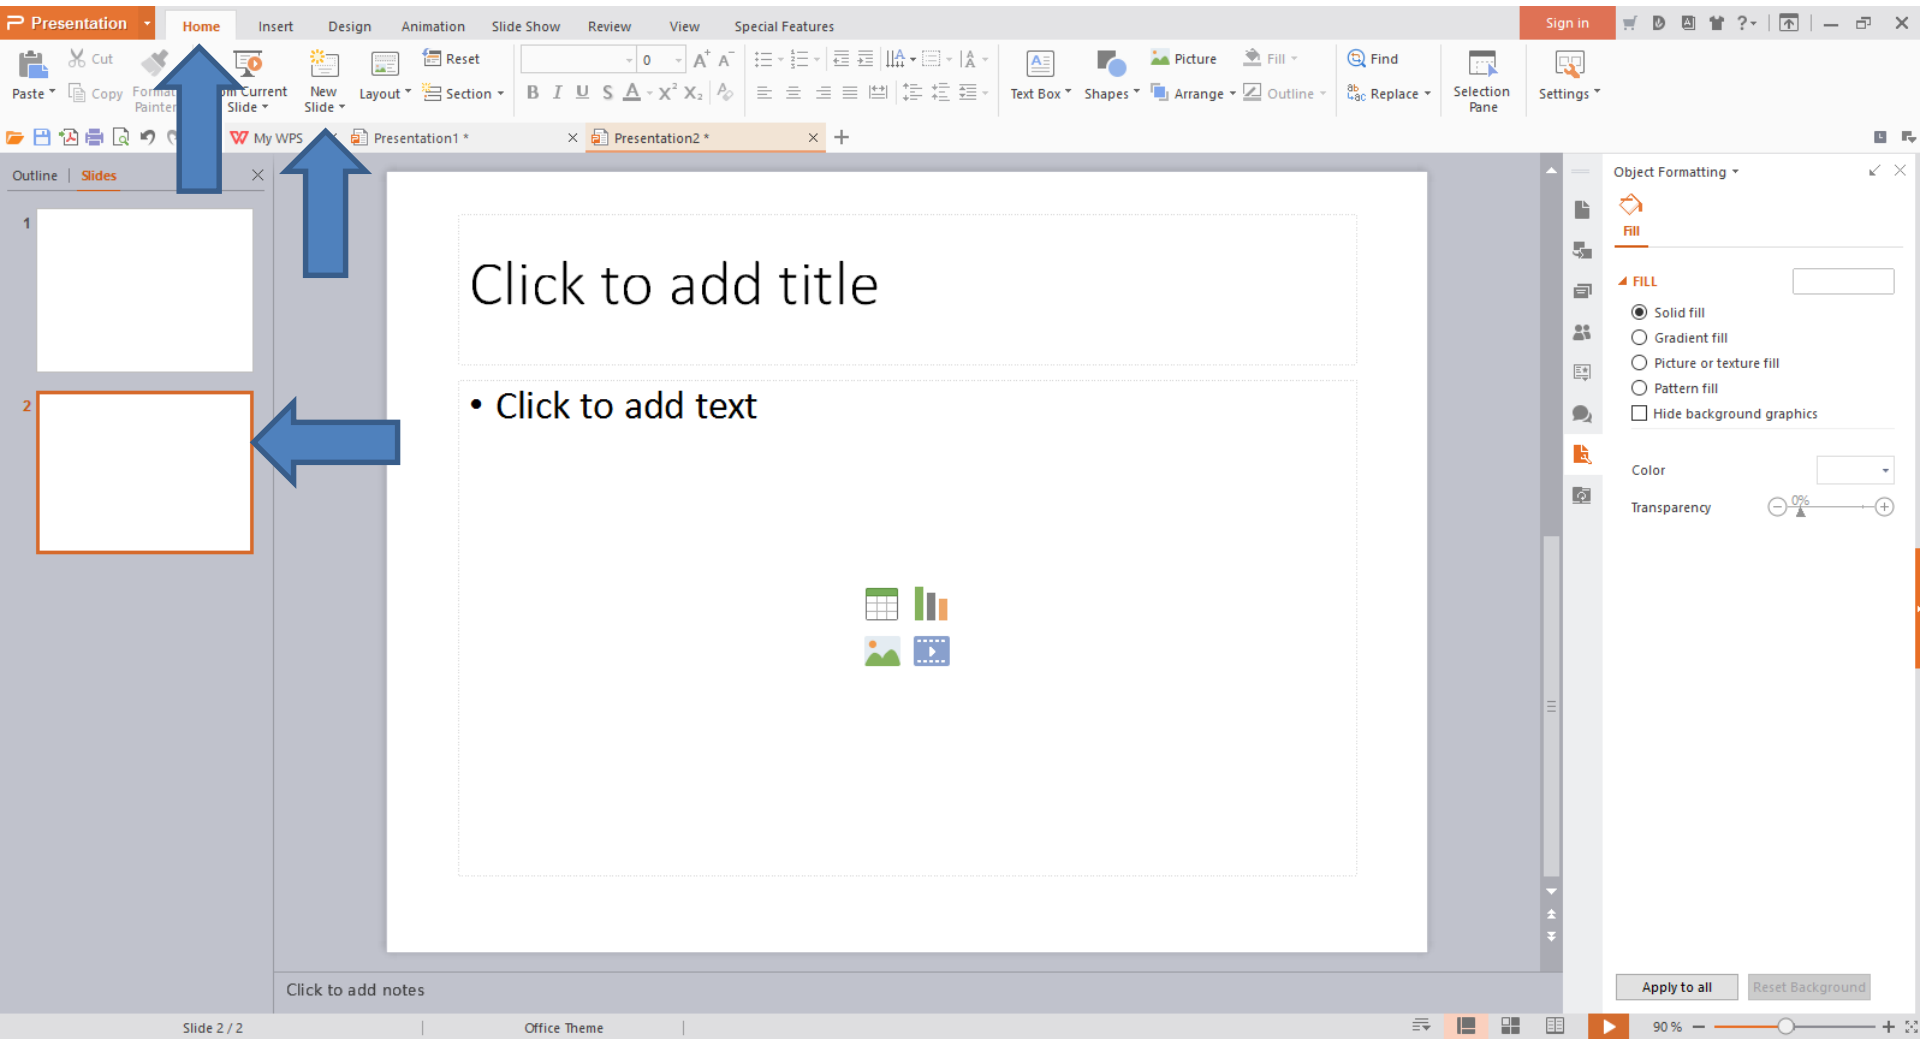 Presentation Home Insert Design Animation Slide Show Review View Special Features Sign in
Paste Cut Copy Painter Current Slide New Slide Layout Reset Section 0 Text Box Shapes Picture Arrange Fill Outline Find Replace Selection Pane Settings
My WPS Presentation1 * Presentation2 *
Outline Slides
1
2
Click to add title
• Click to add text
Object Formatting
Fill
FILL
Solid fill
Gradient fill
Picture or texture fill
Pattern fill
Hide background graphics
Color
Transparency 0%
Apply to all Reset Background
Click to add notes
Slide 2 / 2 Office Theme 90 %